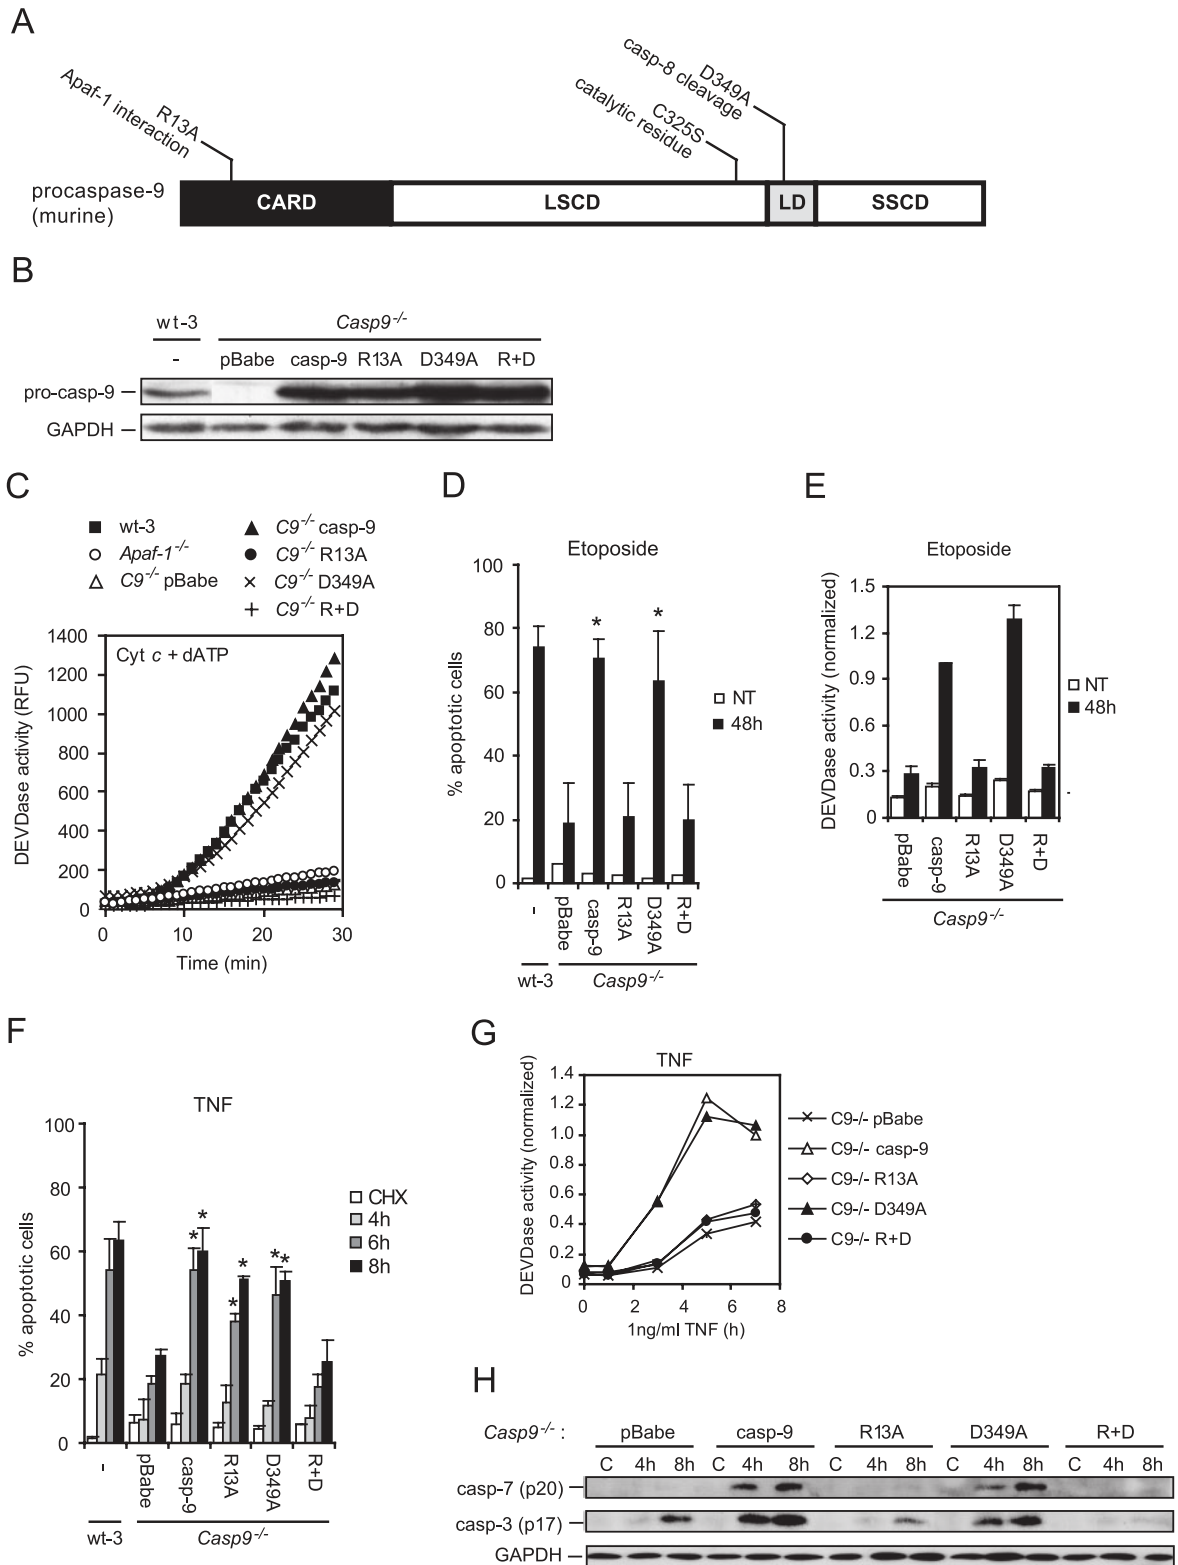 A
Apaf-1 interaction
R13A
casp-8 cleavage
D349A
catalytic residue
C325S
procaspase-9
(murine)
CARD
LSCD
LD
SSCD
B
wt-3
Casp9-/-
-
pBabe
casp-9
R13A
D349A
R+D
pro-casp-9
GAPDH
C
wt-3
Apaf-1-/-
C9-/- pBabe
C9-/- casp-9
C9-/- R13A
C9-/- D349A
C9-/- R+D
Cyt c + dATP
DEVDase activity (RFU)
1400
1200
1000
800
600
400
200
0
0
10
20
30
Time (min)
D
Etoposide
% apoptotic cells
100
80
60
40
20
0
*
*
NT
48h
-
pBabe
casp-9
R13A
D349A
R+D
wt-3
Casp9-/-
E
Etoposide
DEVDase activity (normalized)
1.5
1.2
0.9
0.6
0.3
0
NT
48h
-
pBabe
casp-9
R13A
D349A
R+D
Casp9-/-
F
TNF
% apoptotic cells
100
80
60
40
20
0
*
*
*
*
**
CHX
4h
6h
8h
-
pBabe
casp-9
R13A
D349A
R+D
wt-3
Casp9-/-
G
TNF
DEVDase activity (normalized)
1.4
1.2
1.0
0.8
0.6
0.4
0.2
0
0
2
4
6
8
1ng/ml TNF (h)
C9-/- pBabe
C9-/- casp-9
C9-/- R13A
C9-/- D349A
C9-/- R+D
H
Casp9-/- :
pBabe
casp-9
R13A
D349A
R+D
C 4h 8h C 4h 8h C 4h 8h C 4h 8h C 4h 8h
casp-7 (p20)
casp-3 (p17)
GAPDH